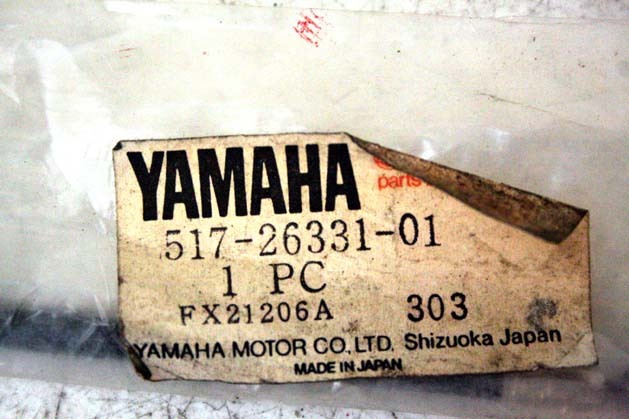 YAMAHA
parts
517-26331-01
1 PC
FX21206A 303
YAMAHA MOTOR CO., LTD. Shizuoka Japan
MADE IN JAPAN